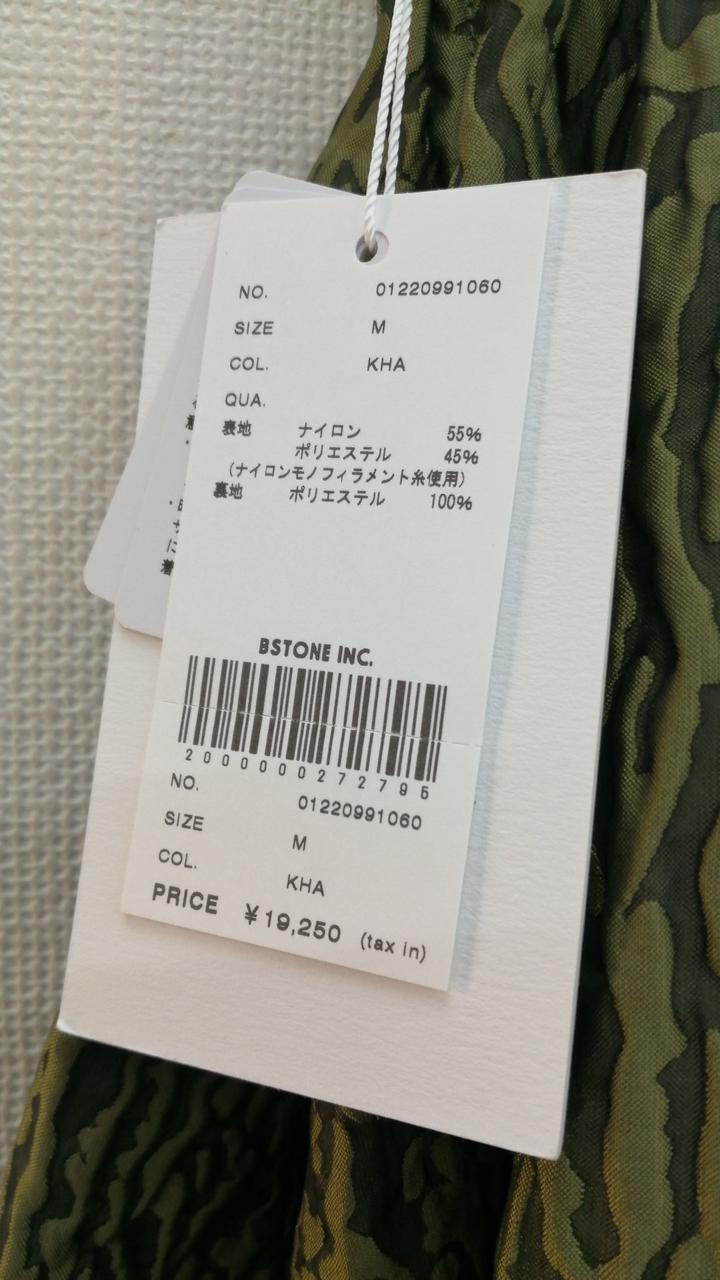 NO. 01220991060
SIZE M
COL. KHA
QUA.
表地 ナイロン 55%
ポリエステル 45%
(ナイロンモノフィラメント糸使用)
裏地 ポリエステル 100%
BSTONE INC.
2000000272795
NO. 01220991060
SIZE M
COL. KHA
PRICE ¥19,250 (tax in)